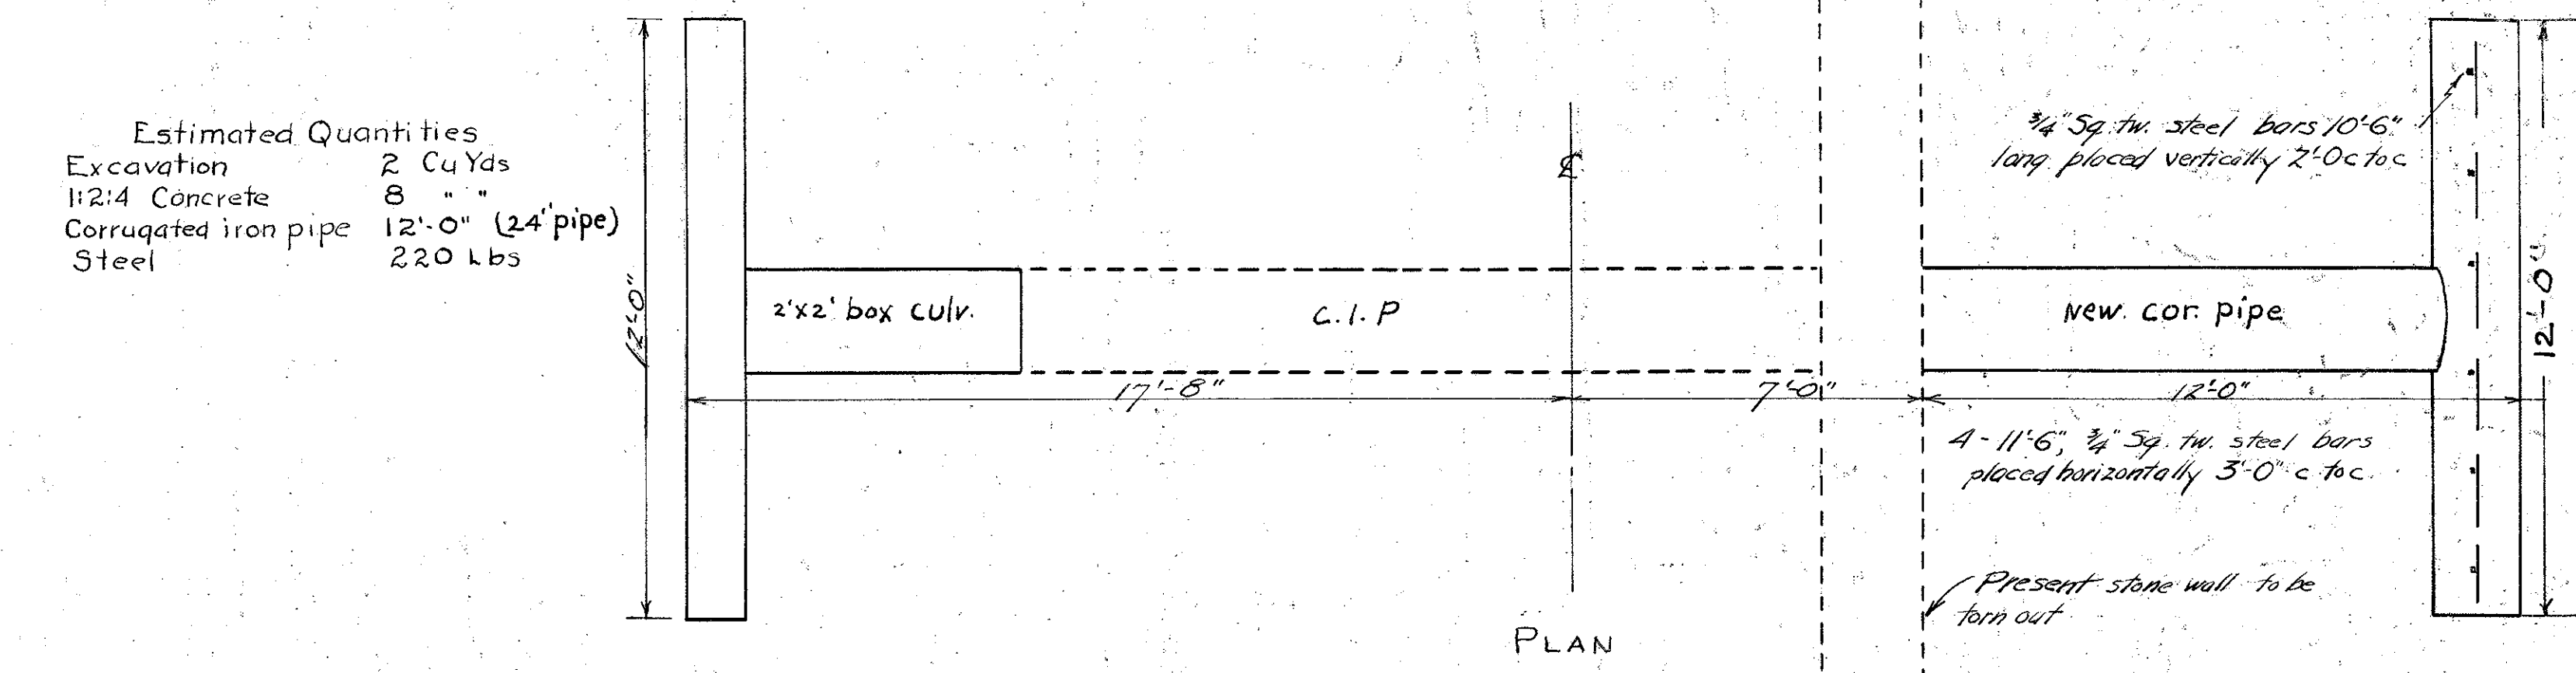 Estimated Quantities
Excavation 2 Cu Yds
1:2:4 Concrete 8 " "
Corrugated iron pipe 12'-0" (24" pipe)
Steel 220 Lbs
12'-0"
2'x2' box culv.
C.I.P
17'-8"
℄
7'-0"
PLAN
3/4" Sq. tw. steel bars 10'-6"
long placed vertically 2'-0 c to c
New. cor. pipe
12'-0"
4 - 11'-6", 3/4" Sq. tw. steel bars
placed horizontally 3'-0" c to c.
Present stone wall to be
torn out
12'-0"